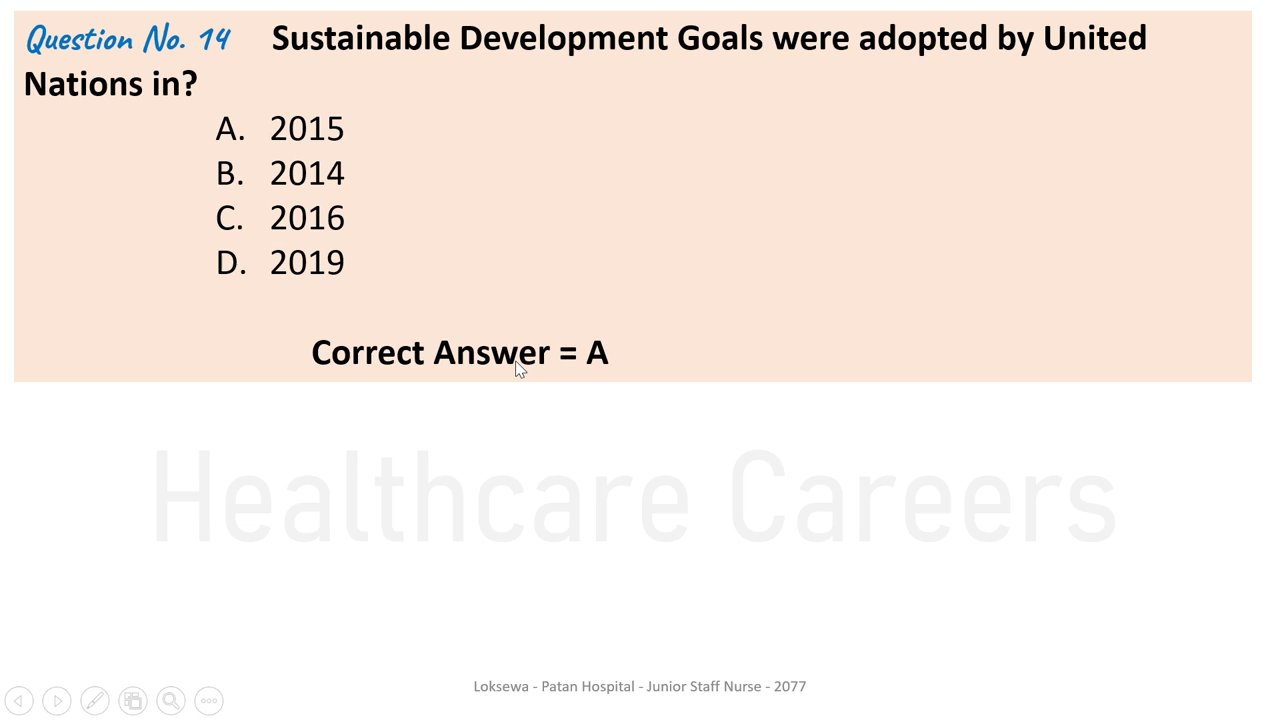 Question No. 14 Sustainable Development Goals were adopted by United
Nations in?
A. 2015
B. 2014
C. 2016
D. 2019
Correct Answer = A
Healthcare Careers
Loksewa - Patan Hospital - Junior Staff Nurse - 2077